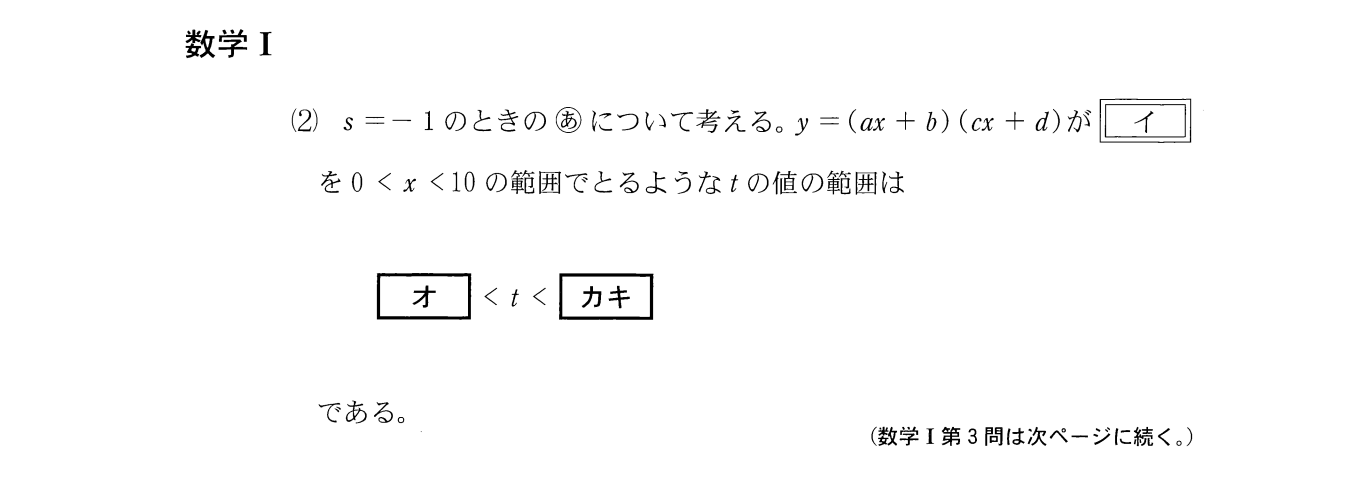 数学 I
(2) s = − 1 のときの あ について考える。y = (ax + b)(cx + d)が イ
を 0 < x < 10 の範囲でとるような t の値の範囲は
オ < t < カキ
である。
(数学 I 第 3 問は次ページに続く。)